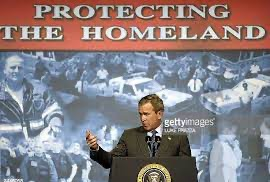 PROTECTING
THE HOMELAND
gettyimages
LUKE FRAZZA